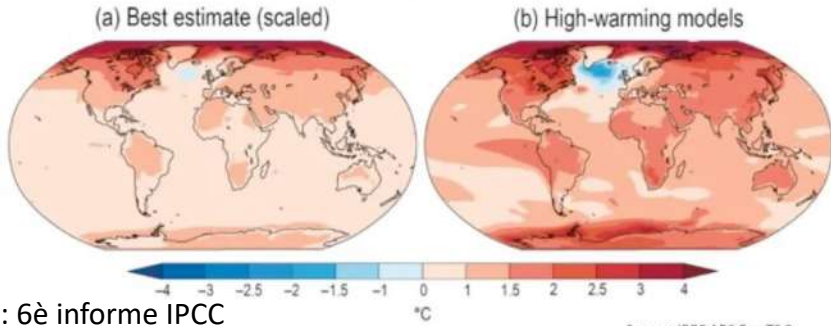 (a) Best estimate (scaled)
(b) High-warming models
-4 -3 -2.5 -2 -1.5 -1 0 1 1.5 2 2.5 3 4
°C
: 6è informe IPCC